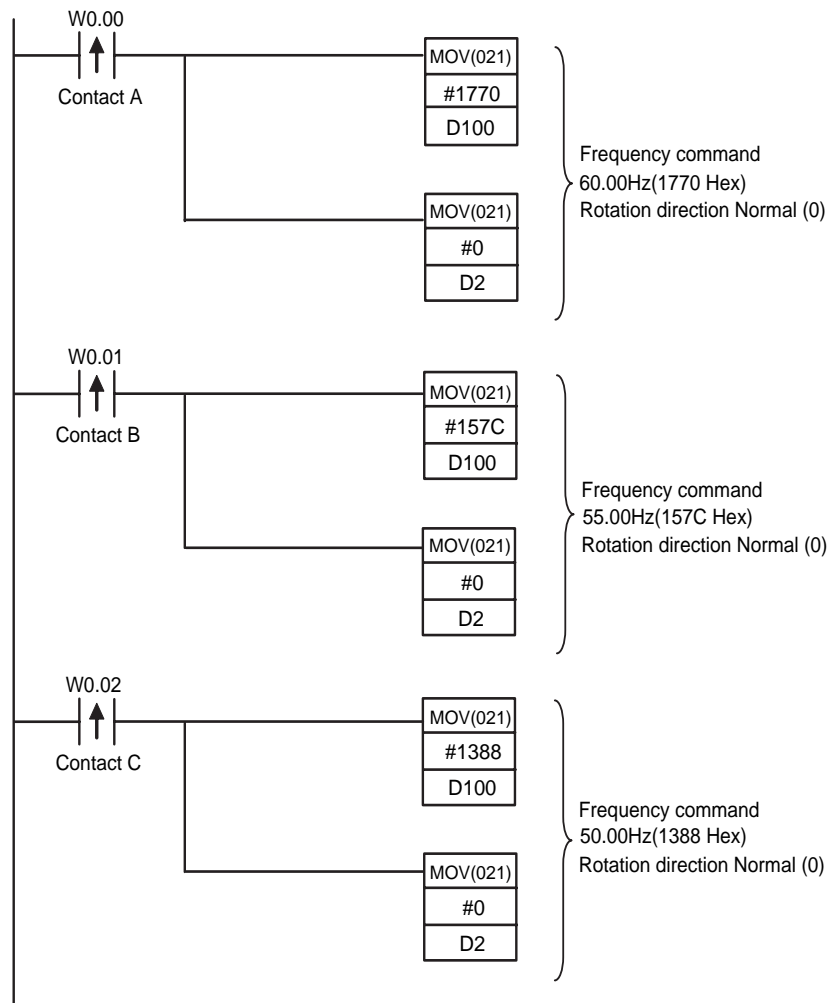 W0.00
Contact A
MOV(021)
#1770
D100
MOV(021)
#0
D2
Frequency command
60.00Hz(1770 Hex)
Rotation direction Normal (0)
W0.01
Contact B
MOV(021)
#157C
D100
MOV(021)
#0
D2
Frequency command
55.00Hz(157C Hex)
Rotation direction Normal (0)
W0.02
Contact C
MOV(021)
#1388
D100
MOV(021)
#0
D2
Frequency command
50.00Hz(1388 Hex)
Rotation direction Normal (0)